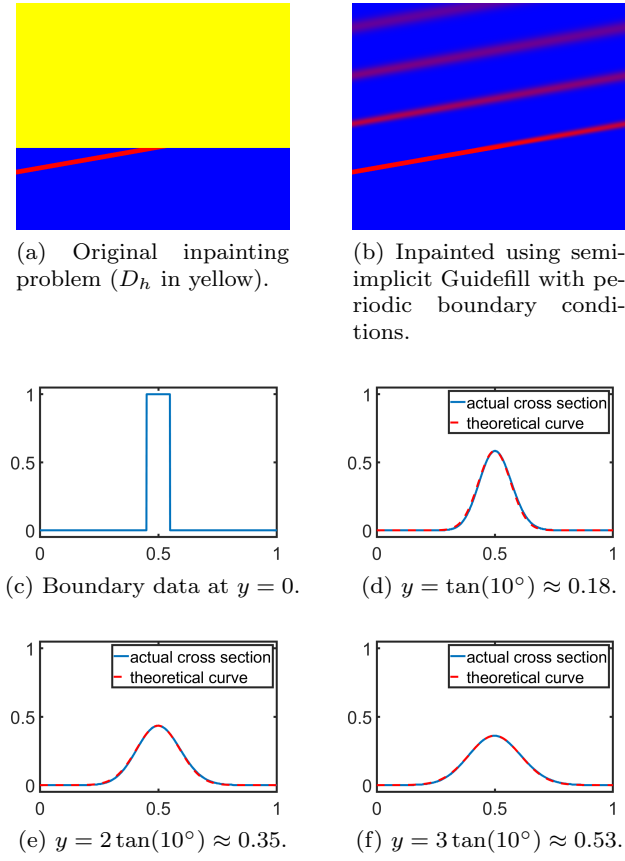 (a) Original inpainting
problem (D_h in yellow).
(b) Inpainted using semi-
implicit Guidefill with pe-
riodic boundary condi-
tions.
1
0.5
0
0 0.5 1
(c) Boundary data at y = 0.
1
0.5
0
0 0.5 1
actual cross section
theoretical curve
(d) y = tan(10°) ≈ 0.18.
1
0.5
0
0 0.5 1
actual cross section
theoretical curve
(e) y = 2 tan(10°) ≈ 0.35.
1
0.5
0
0 0.5 1
actual cross section
theoretical curve
(f) y = 3 tan(10°) ≈ 0.53.